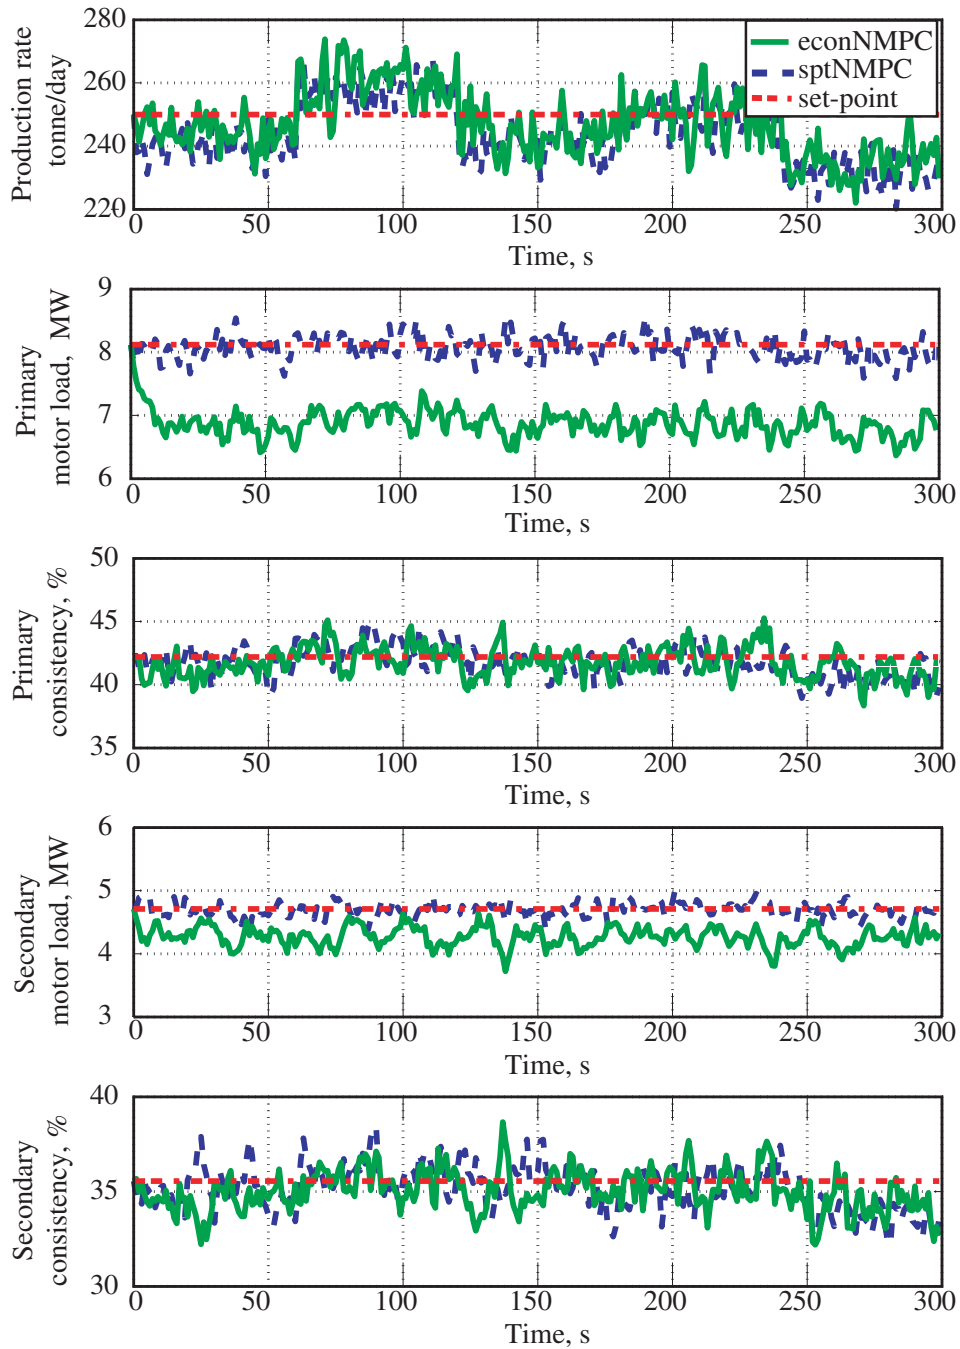 Production rate
tonne/day
280
260
240
220
econNMPC
sptNMPC
set-point
0 50 100 150 200 250 300
Time, s
Primary
motor load, MW
9
8
7
6
0 50 100 150 200 250 300
Time, s
Primary
consistency, %
50
45
40
35
0 50 100 150 200 250 300
Time, s
Secondary
motor load, MW
6
5
4
3
0 50 100 150 200 250 300
Time, s
Secondary
consistency, %
40
35
30
0 50 100 150 200 250 300
Time, s